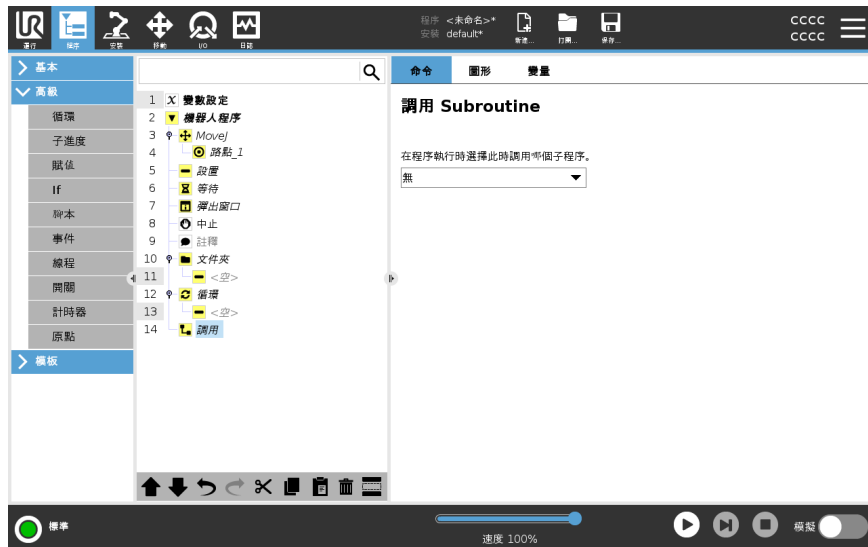 程序 <未命名>*
安裝 default*
UR
運行
程序
安裝
移動
I/O
日誌
新建...
打開...
保存...
CCCC
CCCC
基本
高級
循環
子進度
賦值
If
腳本
事件
線程
開關
計時器
原點
模板
1 X 變數設定
2 機器人程序
3 MoveJ
4 路點_1
5 設置
6 等待
7 彈出窗口
8 中止
9 註釋
10 文件夾
11 <空>
12 循環
13 <空>
14 調用
命令
圖形
變量
調用 Subroutine
在程序執行時選擇此時調用哪個子程序。
無
標準
速度 100%
模擬